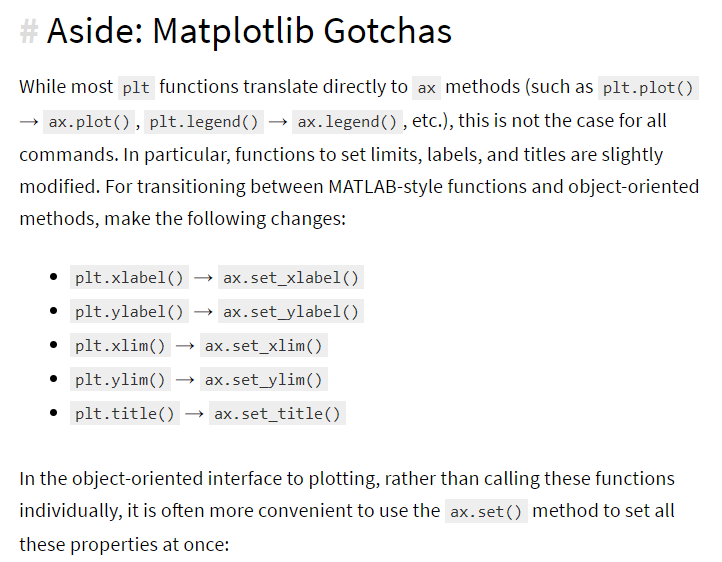 # Aside: Matplotlib Gotchas
While most plt functions translate directly to ax methods (such as plt.plot()
→ ax.plot(), plt.legend() → ax.legend(), etc.), this is not the case for all
commands. In particular, functions to set limits, labels, and titles are slightly
modified. For transitioning between MATLAB-style functions and object-oriented
methods, make the following changes:
• plt.xlabel() → ax.set_xlabel()
• plt.ylabel() → ax.set_ylabel()
• plt.xlim() → ax.set_xlim()
• plt.ylim() → ax.set_ylim()
• plt.title() → ax.set_title()
In the object-oriented interface to plotting, rather than calling these functions
individually, it is often more convenient to use the ax.set() method to set all
these properties at once: